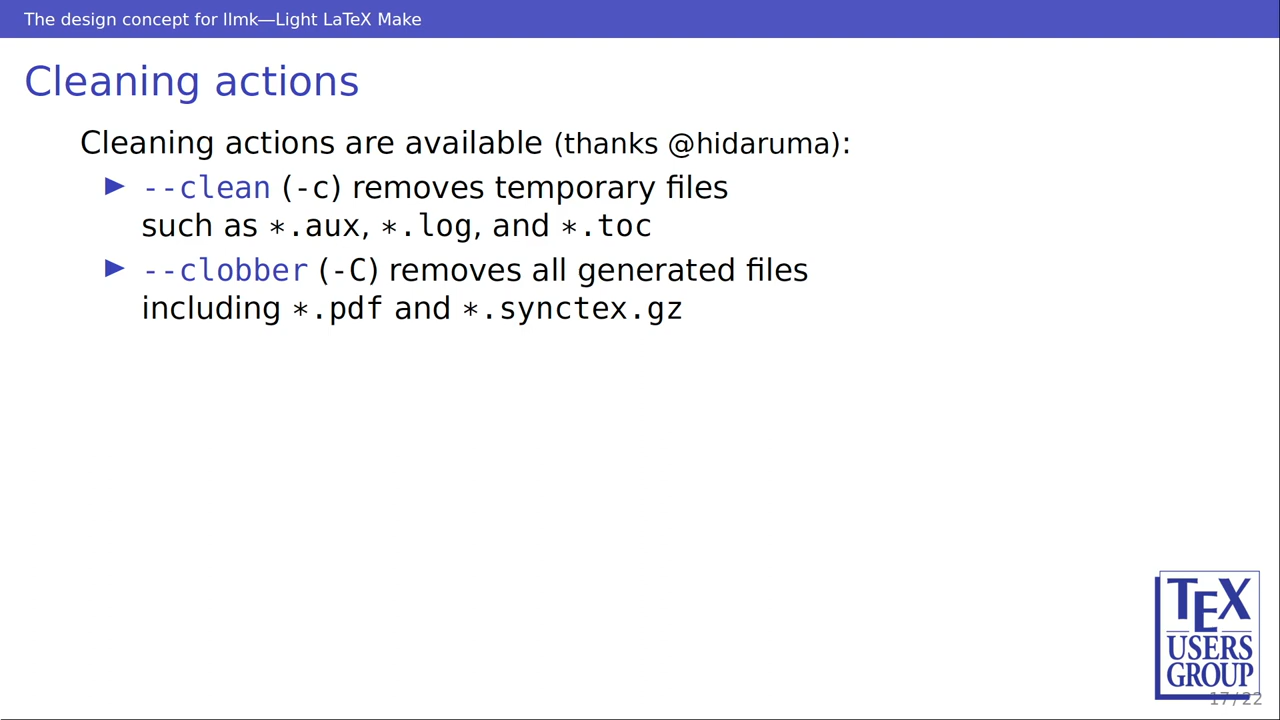 The design concept for llmk—Light LaTeX Make
Cleaning actions
Cleaning actions are available (thanks @hidaruma):
--clean (-c) removes temporary files
such as *.aux, *.log, and *.toc
--clobber (-C) removes all generated files
including *.pdf and *.synctex.gz
TEX
USERS
GROUP
17/22